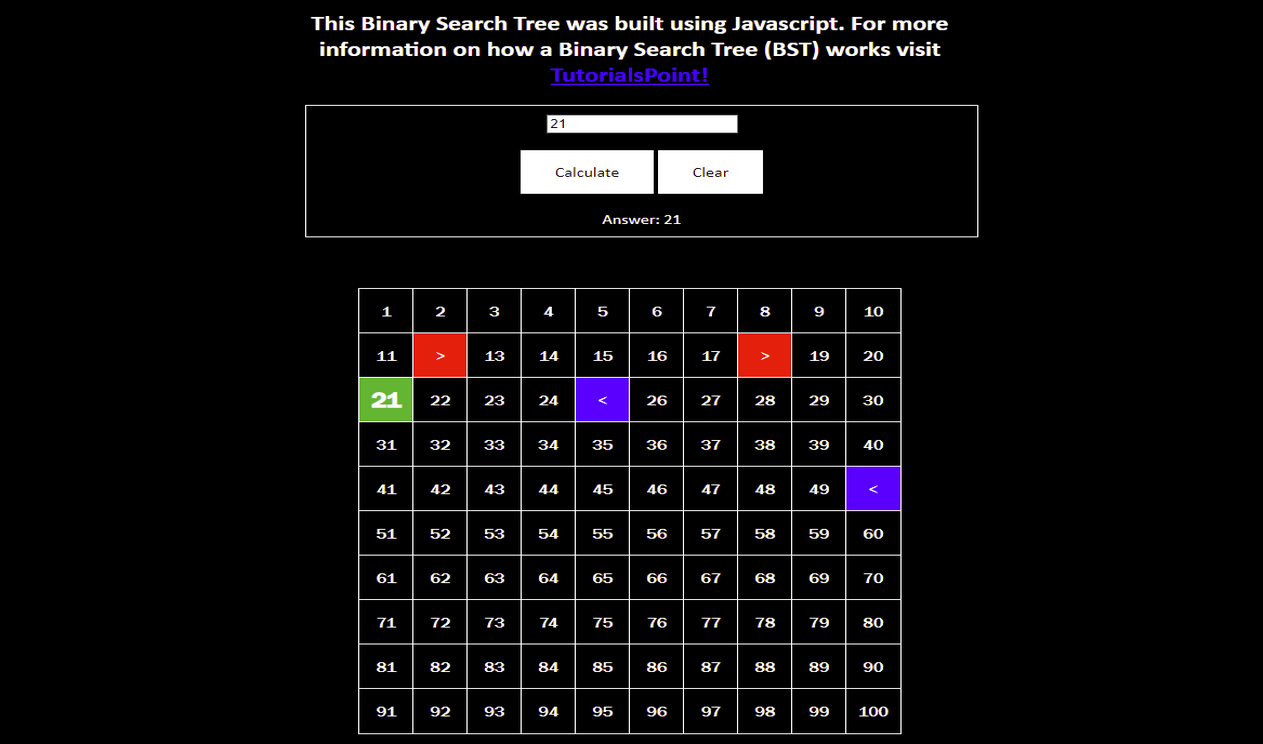 This Binary Search Tree was built using Javascript. For more
information on how a Binary Search Tree (BST) works visit
TutorialsPoint!
21
Calculate Clear
Answer: 21
1 2 3 4 5 6 7 8 9 10
11 > 13 14 15 16 17 > 19 20
21 22 23 24 < 26 27 28 29 30
31 32 33 34 35 36 37 38 39 40
41 42 43 44 45 46 47 48 49 <
51 52 53 54 55 56 57 58 59 60
61 62 63 64 65 66 67 68 69 70
71 72 73 74 75 76 77 78 79 80
81 82 83 84 85 86 87 88 89 90
91 92 93 94 95 96 97 98 99 100